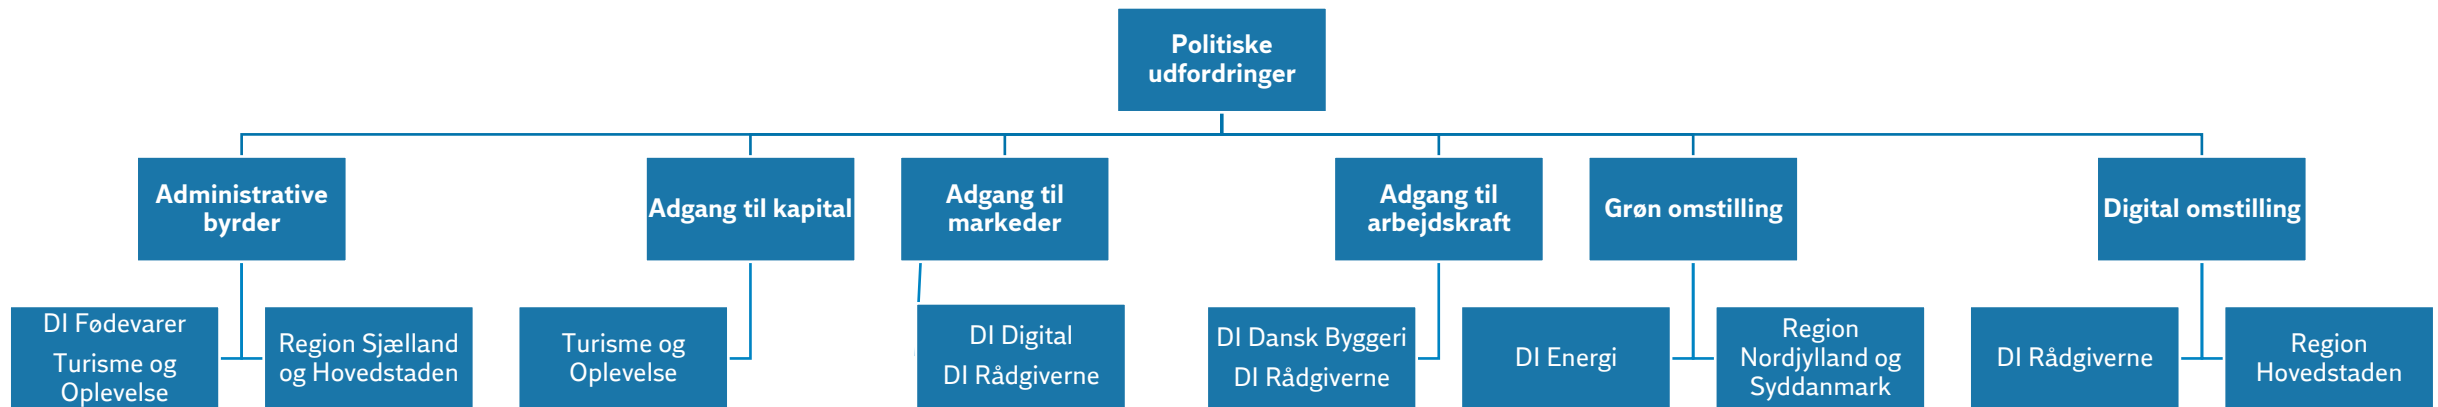 Politiske
udfordringer
Administrative
byrder
Adgang til kapital
Adgang til
markeder
Adgang til
arbejdskraft
Grøn omstilling
Digital omstilling
DI Fødevarer
Turisme og
Oplevelse
Region Sjælland
og Hovedstaden
Turisme og
Oplevelse
DI Digital
DI Rådgiverne
DI Dansk Byggeri
DI Rådgiverne
DI Energi
Region
Nordjylland og
Syddanmark
DI Rådgiverne
Region
Hovedstaden